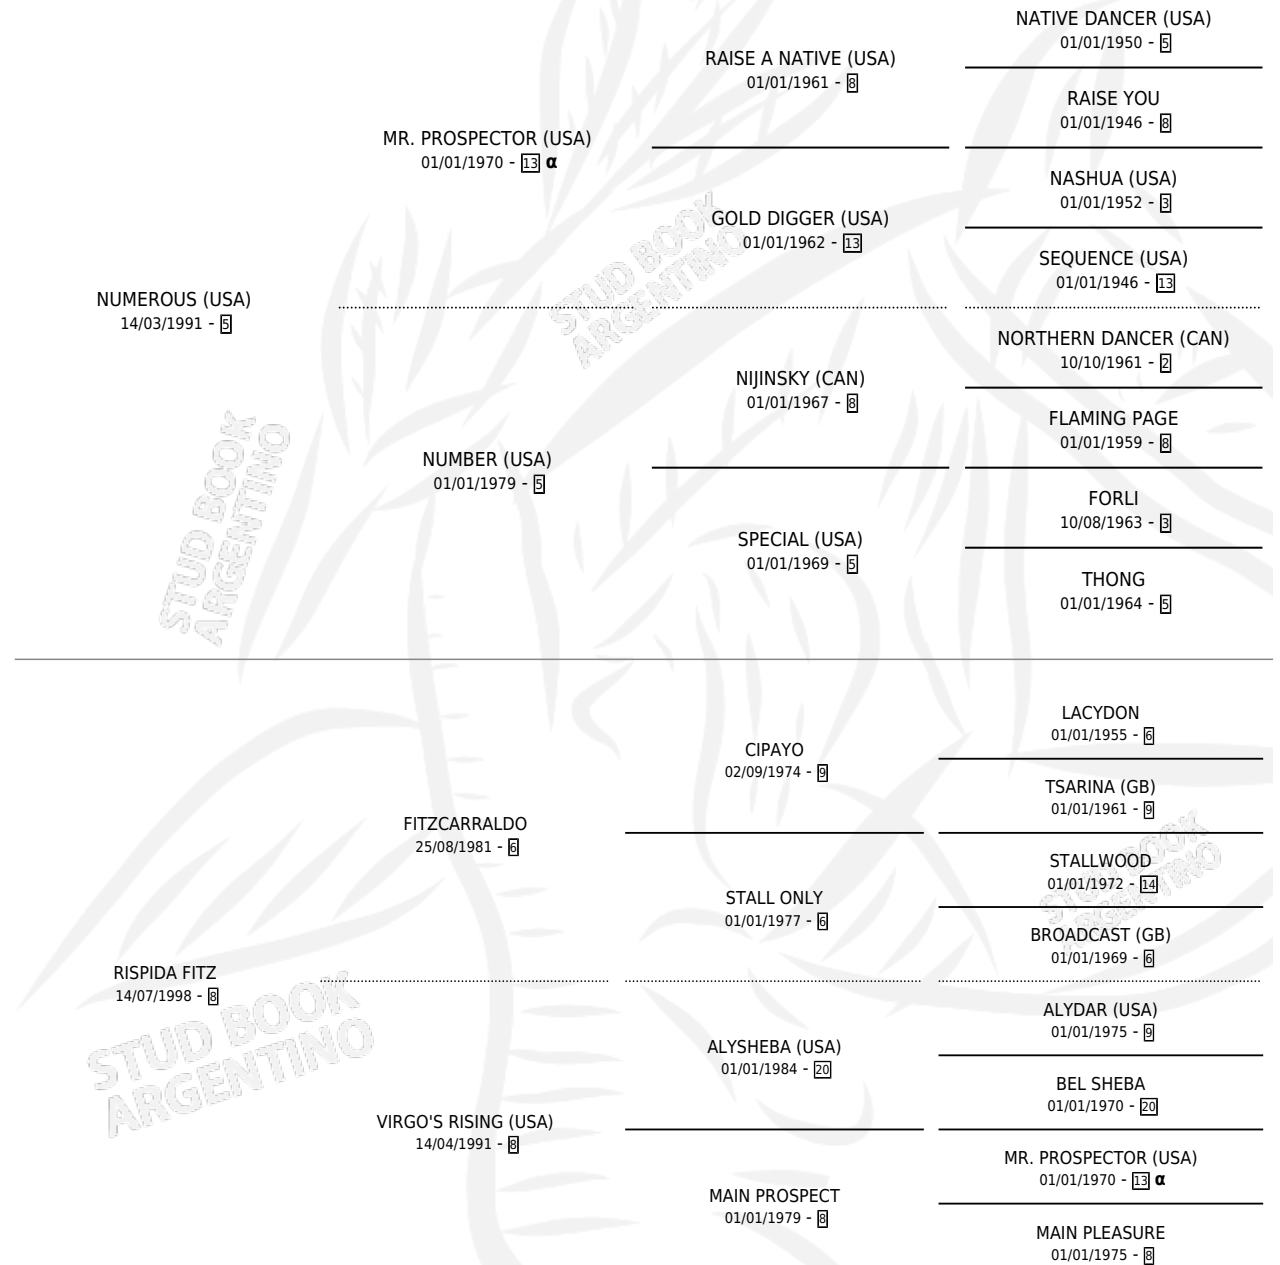 NATIVE DANCER (USA)
01/01/1950 - 5
RAISE A NATIVE (USA)
01/01/1961 - 8
RAISE YOU
01/01/1946 - 8
MR. PROSPECTOR (USA)
01/01/1970 - 13 α
NASHUA (USA)
01/01/1952 - 3
GOLD DIGGER (USA)
01/01/1962 - 13
SEQUENCE (USA)
01/01/1946 - 13
STUD BOOK
ARGENTINO
NUMEROUS (USA)
14/03/1991 - 5
NORTHERN DANCER (CAN)
10/10/1961 - 2
NIJINSKY (CAN)
01/01/1967 - 8
FLAMING PAGE
01/01/1959 - 8
NUMBER (USA)
01/01/1979 - 5
FORLI
10/08/1963 - 3
SPECIAL (USA)
01/01/1969 - 5
THONG
01/01/1964 - 5
STUD BOOK
ARGENTINO
LACYDON
01/01/1955 - 6
CIPAYO
02/09/1974 - 9
TSARINA (GB)
01/01/1961 - 9
FITZCARRALDO
25/08/1981 - 6
STALLWOOD
01/01/1972 - 14
STALL ONLY
01/01/1977 - 6
BROADCAST (GB)
01/01/1969 - 6
STUD BOOK
ARGENTINO
RISPIDA FITZ
14/07/1998 - 8
ALYDAR (USA)
01/01/1975 - 9
ALYSHEBA (USA)
01/01/1984 - 20
BEL SHEBA
01/01/1970 - 20
STUD BOOK
ARGENTINO
VIRGO'S RISING (USA)
14/04/1991 - 8
MR. PROSPECTOR (USA)
01/01/1970 - 13 α
MAIN PROSPECT
01/01/1979 - 8
MAIN PLEASURE
01/01/1975 - 8